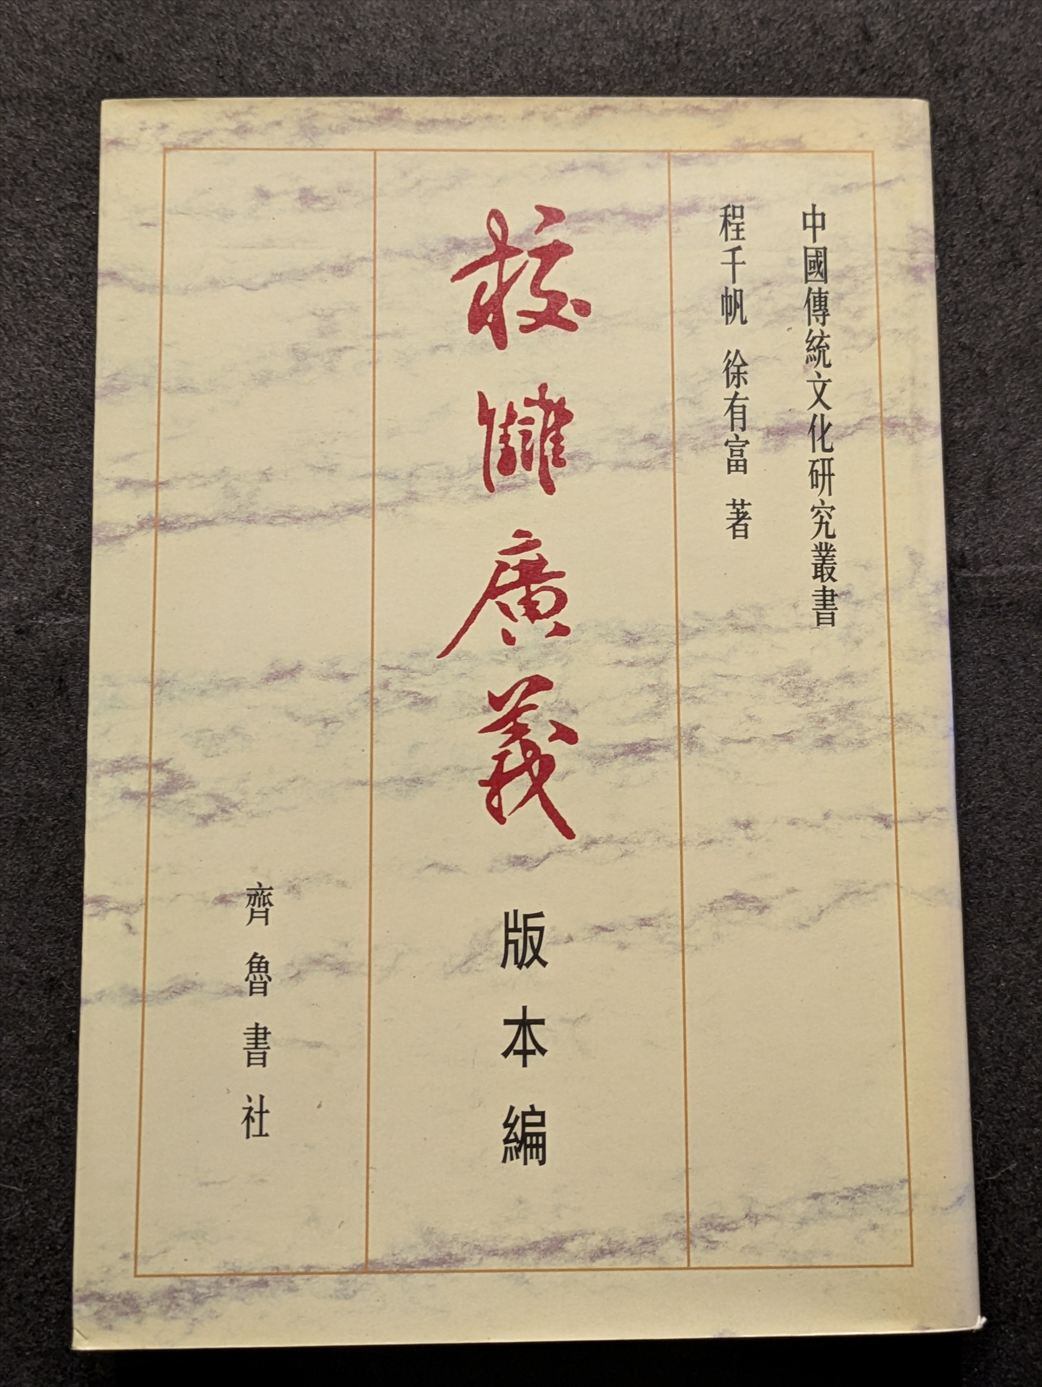 中國傳統文化研究叢書
程千帆 徐有富 著
校讎廣義
版本編
齊魯書社